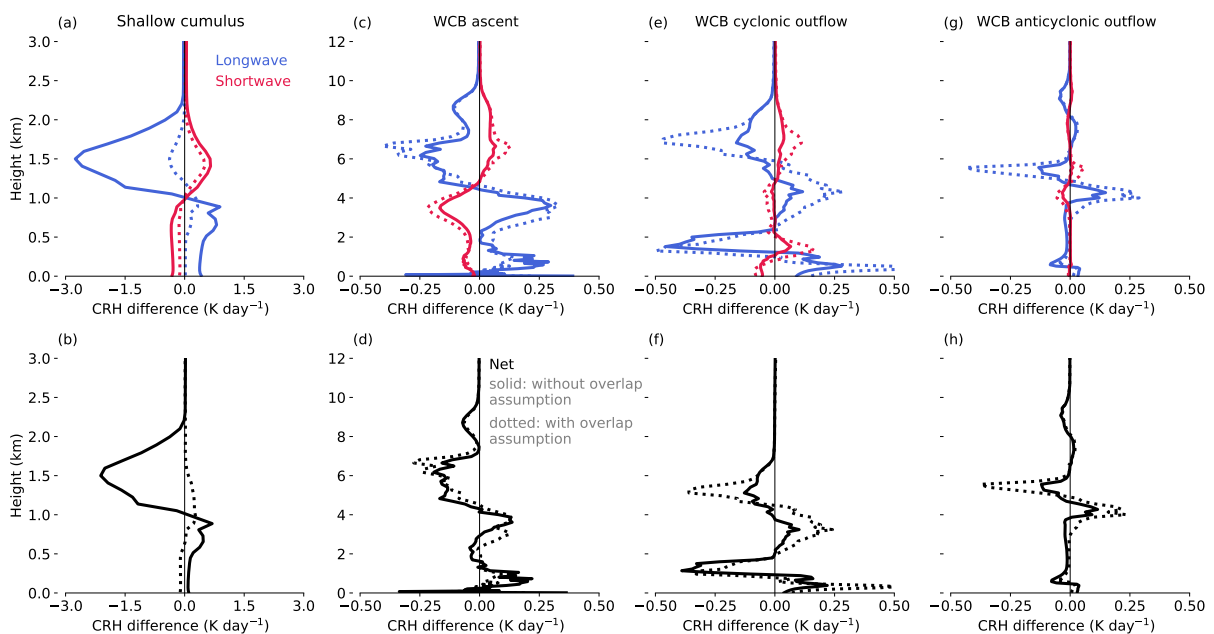 (a) Shallow cumulus
(c) WCB ascent
(e) WCB cyclonic outflow
(g) WCB anticyclonic outflow
3.0
2.5
2.0
1.5
1.0
0.5
0.0
Height (km)
Longwave
Shortwave
−3.0 −1.5 0.0 1.5 3.0
CRH difference (K day⁻¹)
12
10
8
6
4
2
0
−0.50 −0.25 0.00 0.25 0.50
CRH difference (K day⁻¹)
−0.50 −0.25 0.00 0.25 0.50
CRH difference (K day⁻¹)
−0.50 −0.25 0.00 0.25 0.50
CRH difference (K day⁻¹)
(b)
(d)
(f)
(h)
3.0
2.5
2.0
1.5
1.0
0.5
0.0
Height (km)
−3.0 −1.5 0.0 1.5 3.0
CRH difference (K day⁻¹)
12
10
8
6
4
2
0
Net
solid: without overlap
assumption
dotted: with overlap
assumption
−0.50 −0.25 0.00 0.25 0.50
CRH difference (K day⁻¹)
−0.50 −0.25 0.00 0.25 0.50
CRH difference (K day⁻¹)
−0.50 −0.25 0.00 0.25 0.50
CRH difference (K day⁻¹)